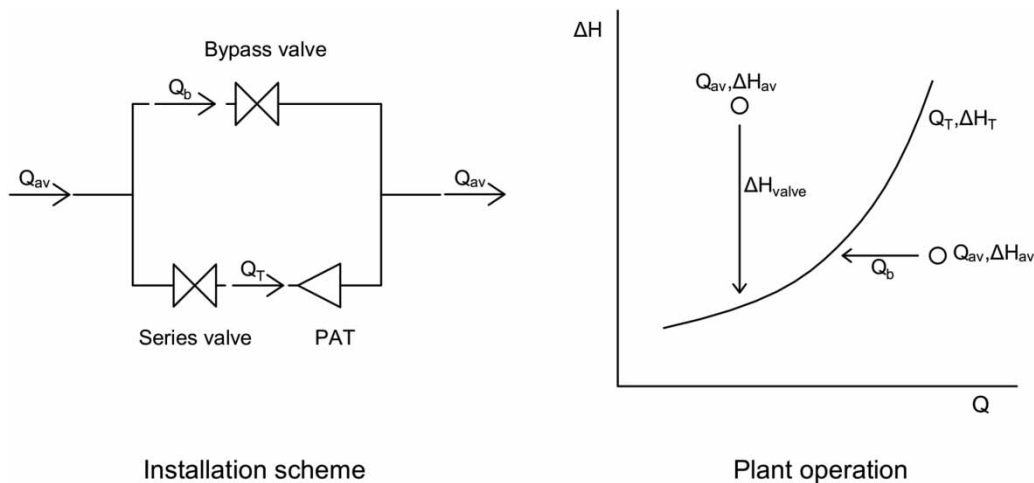 Bypass valve
Q_b
Q_av
Q_av
Q_T
Series valve
PAT
Installation scheme
ΔH
Q_av,ΔH_av
Q_T,ΔH_T
ΔH_valve
Q_av,ΔH_av
Q_b
Q
Plant operation